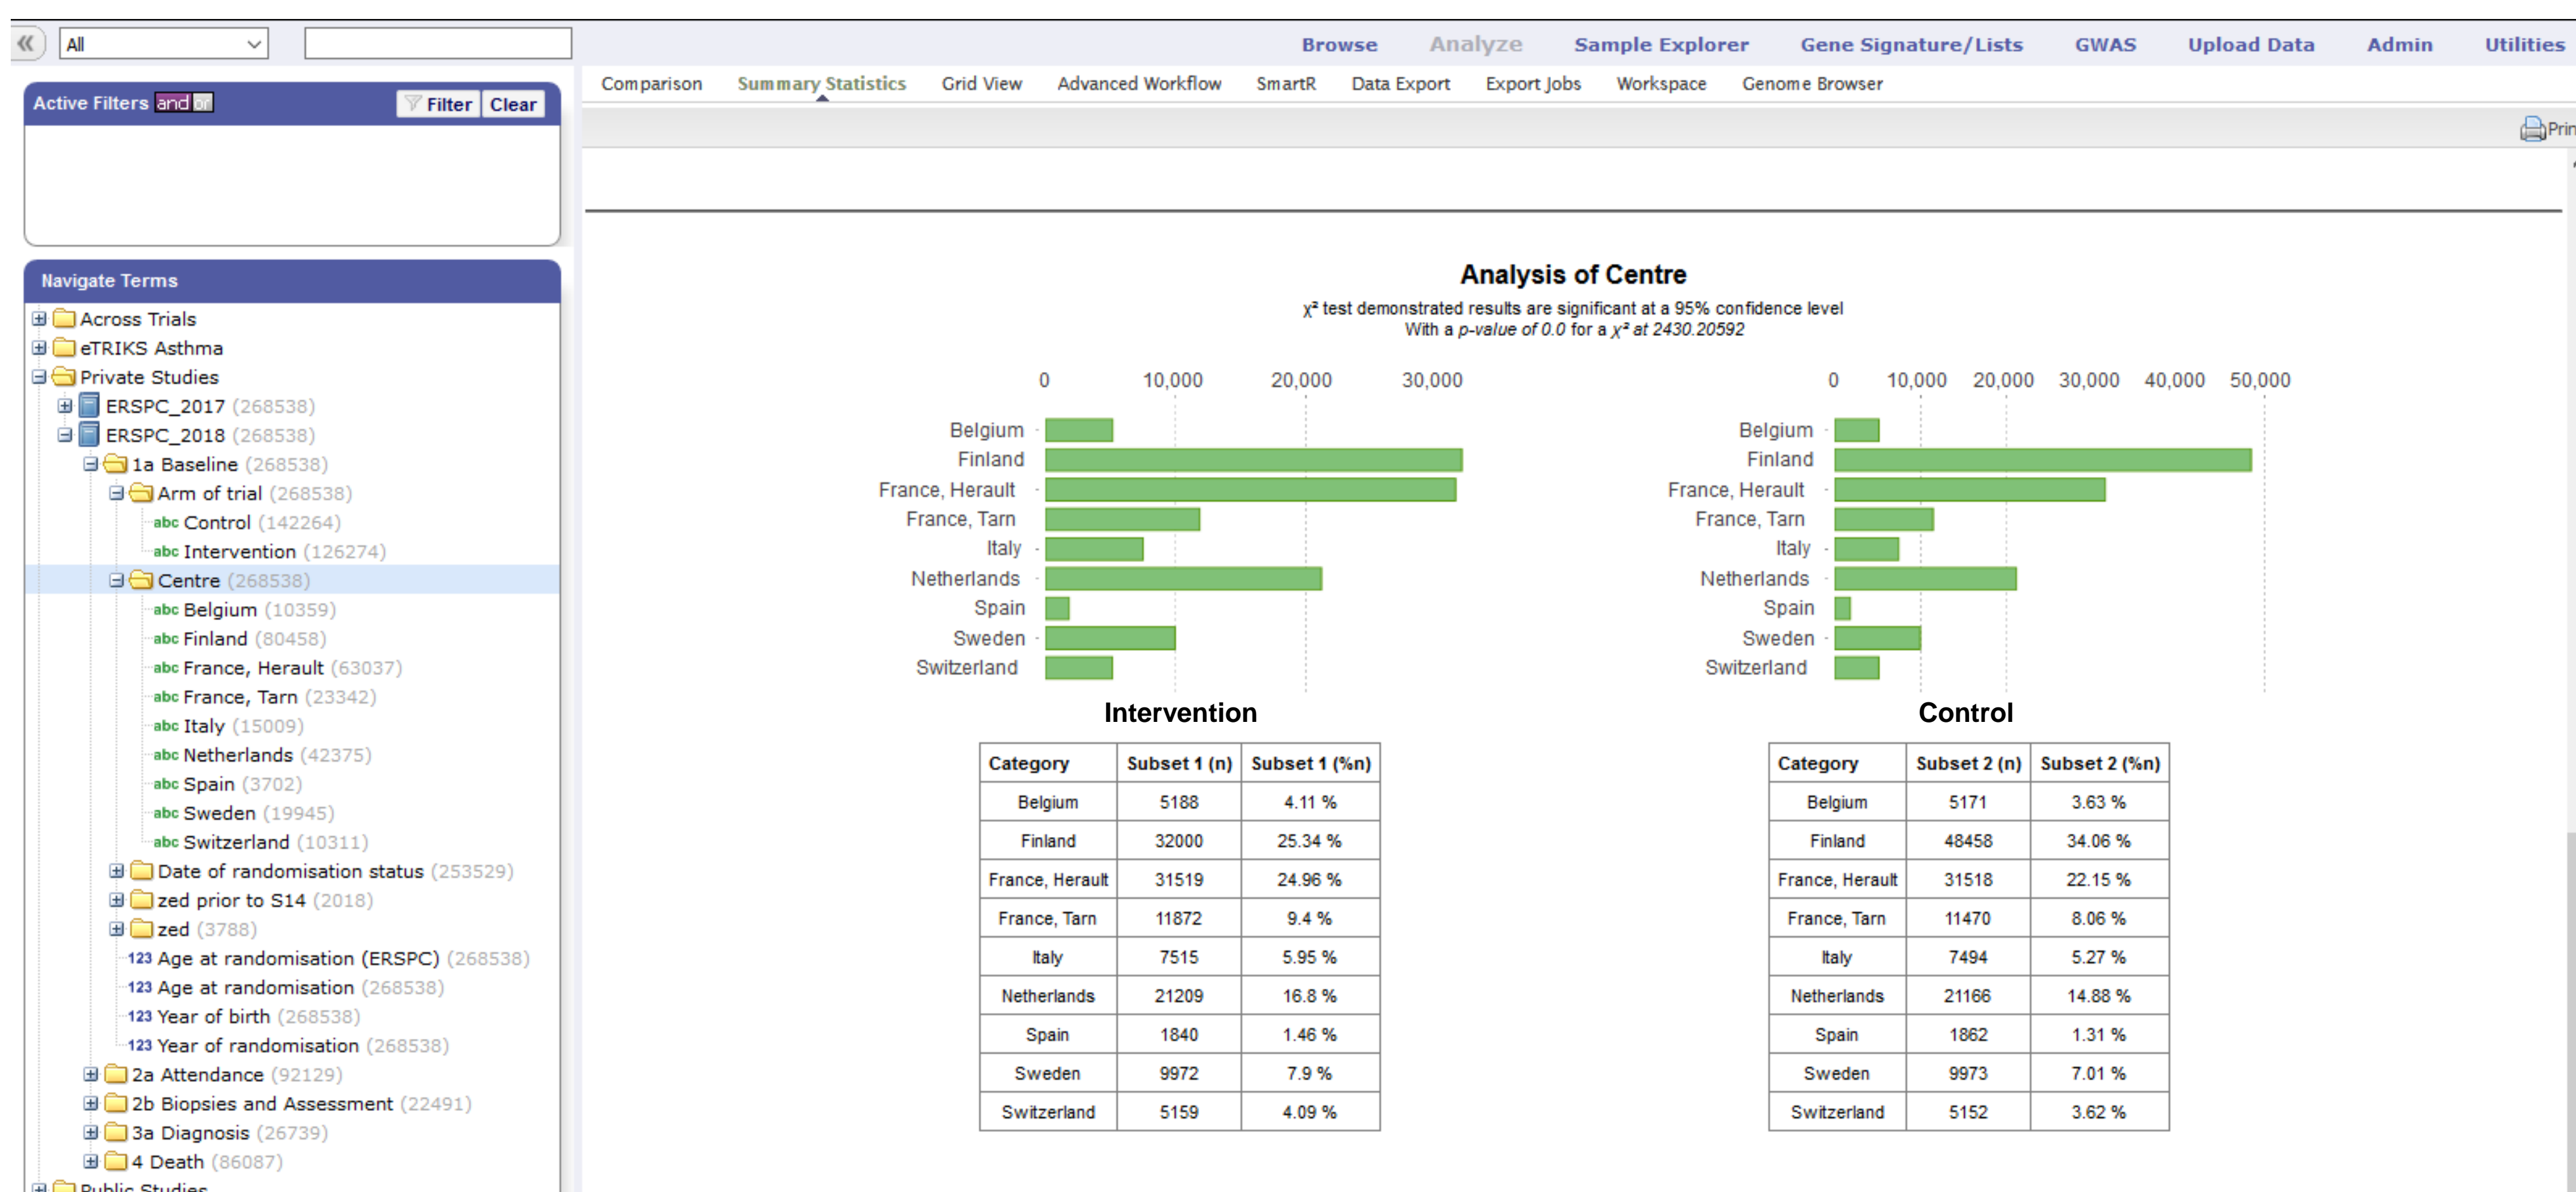 All
Browse Analyze Sample Explorer Gene Signature/Lists GWAS Upload Data Admin Utilities
Comparison Summary Statistics Grid View Advanced Workflow SmartR Data Export Export Jobs Workspace Genome Browser
Active Filters and or Filter Clear
Prin
Navigate Terms
Across Trials
eTRIKS Asthma
Private Studies
ERSPC_2017 (268538)
ERSPC_2018 (268538)
1a Baseline (268538)
Arm of trial (268538)
abc Control (142264)
abc Intervention (126274)
Centre (268538)
abc Belgium (10359)
abc Finland (80458)
abc France, Herault (63037)
abc France, Tarn (23342)
abc Italy (15009)
abc Netherlands (42375)
abc Spain (3702)
abc Sweden (19945)
abc Switzerland (10311)
Date of randomisation status (253529)
zed prior to S14 (2018)
zed (3788)
123 Age at randomisation (ERSPC) (268538)
123 Age at randomisation (268538)
123 Year of birth (268538)
123 Year of randomisation (268538)
2a Attendance (92129)
2b Biopsies and Assessment (22491)
3a Diagnosis (26739)
4 Death (86087)
Public Studies
Analysis of Centre
χ² test demonstrated results are significant at a 95% confidence level
With a p-value of 0.0 for a χ² at 2430.20592
0 10,000 20,000 30,000
Belgium
Finland
France, Herault
France, Tarn
Italy
Netherlands
Spain
Sweden
Switzerland
Intervention
Category Subset 1 (n) Subset 1 (%n)
Belgium 5188 4.11 %
Finland 32000 25.34 %
France, Herault 31519 24.96 %
France, Tarn 11872 9.4 %
Italy 7515 5.95 %
Netherlands 21209 16.8 %
Spain 1840 1.46 %
Sweden 9972 7.9 %
Switzerland 5159 4.09 %
0 10,000 20,000 30,000 40,000 50,000
Belgium
Finland
France, Herault
France, Tarn
Italy
Netherlands
Spain
Sweden
Switzerland
Control
Category Subset 2 (n) Subset 2 (%n)
Belgium 5171 3.63 %
Finland 48458 34.06 %
France, Herault 31518 22.15 %
France, Tarn 11470 8.06 %
Italy 7494 5.27 %
Netherlands 21166 14.88 %
Spain 1862 1.31 %
Sweden 9973 7.01 %
Switzerland 5152 3.62 %